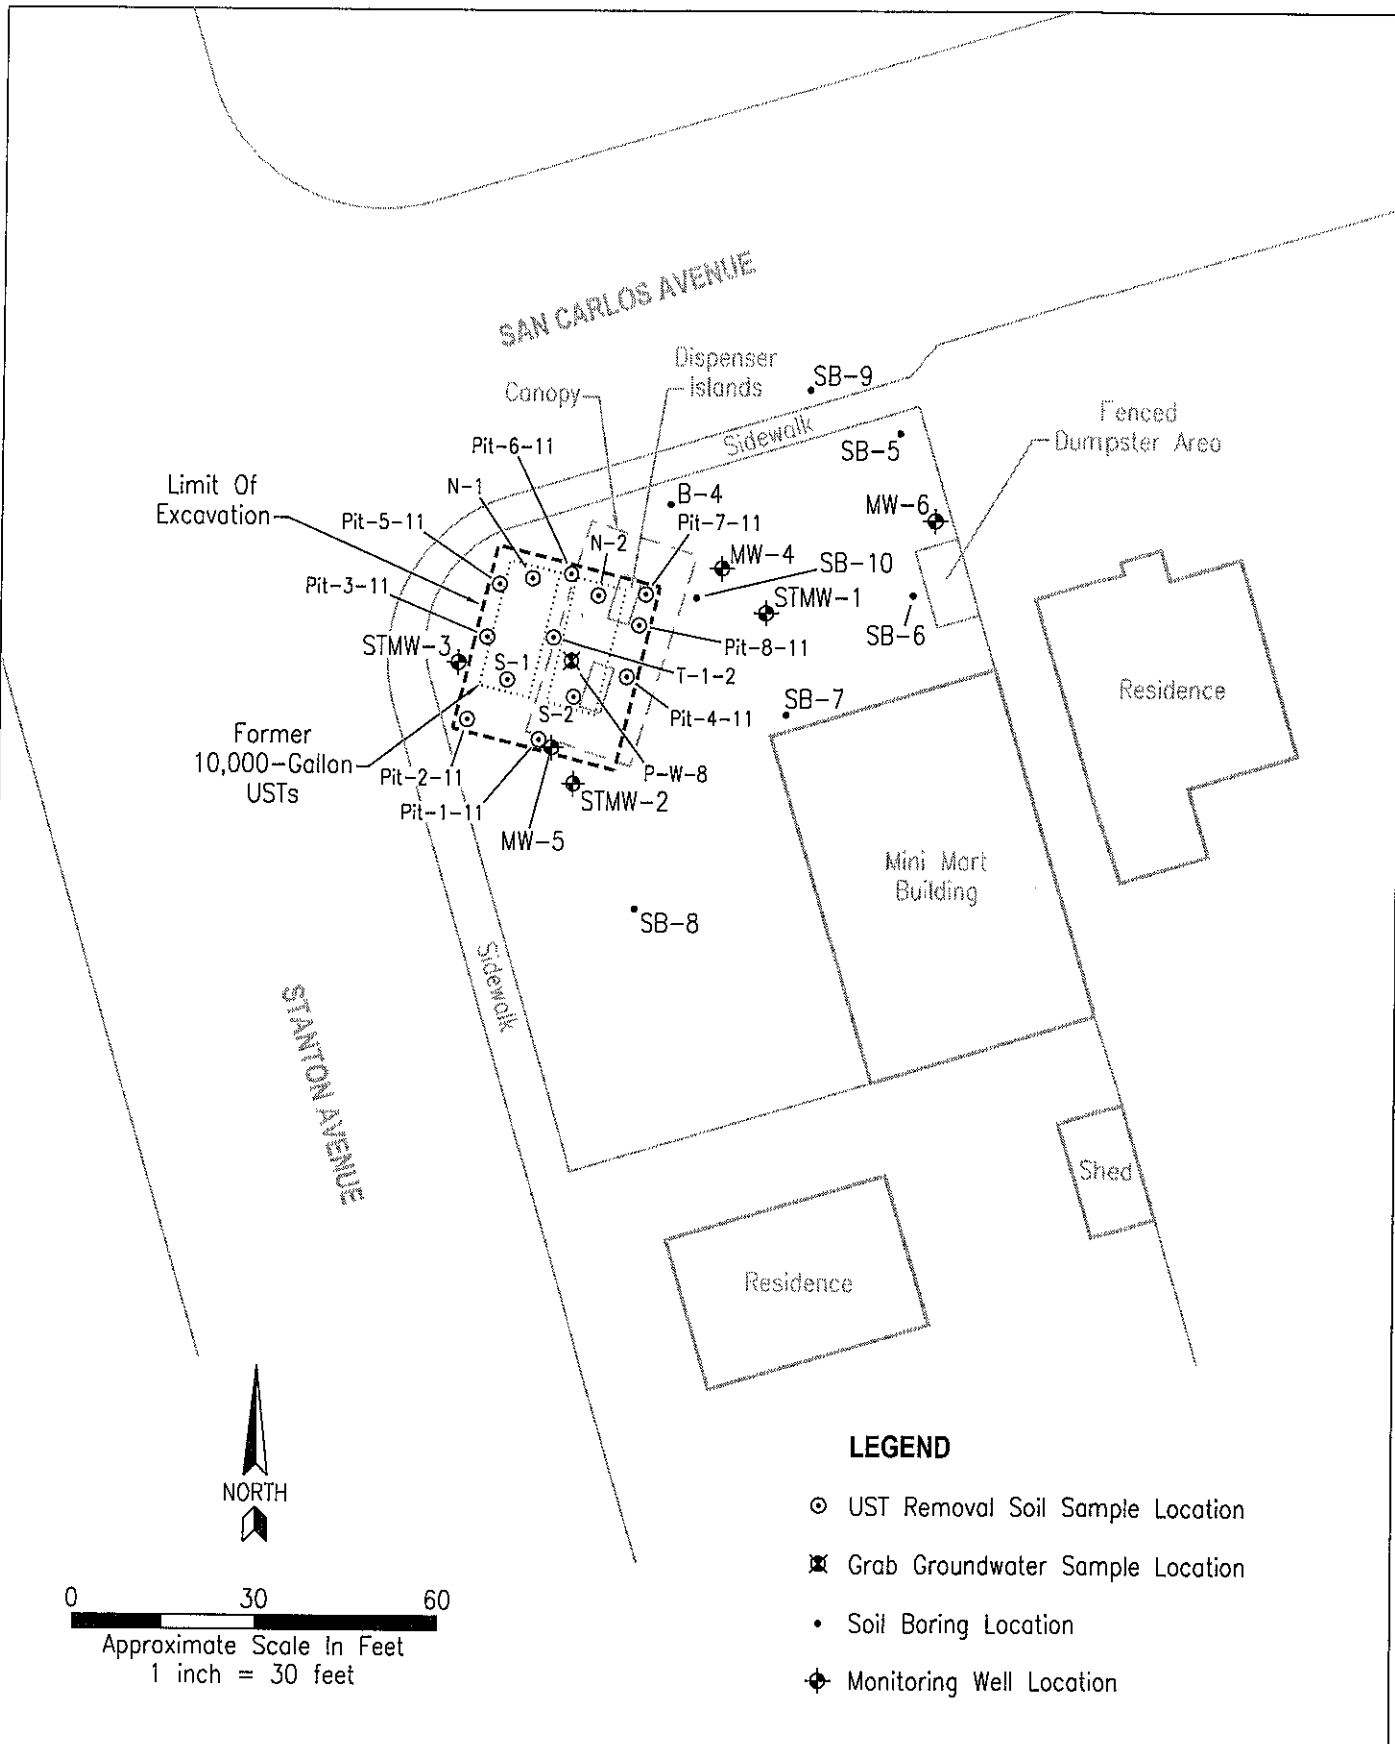 SAN CARLOS AVENUE
Dispenser
Islands
Canopy
SB-9
Sidewalk
Fenced
Dumpster Area
SB-5
Pit-6-11
N-1
Limit Of
Excavation
B-4
Pit-5-11
Pit-7-11
MW-6
N-2
MW-4
SB-10
Pit-3-11
STMW-1
SB-6
STMW-3
Pit-8-11
S-1
T-1-2
Residence
SB-7
S-2
Pit-4-11
Former
10,000-Gallon
USTs
Pit-2-11
P-W-8
Pit-1-11
STMW-2
MW-5
Mini Mart
Building
SB-8
Sidewalk
STANTON AVENUE
Shed
Residence
LEGEND
UST Removal Soil Sample Location
Grab Groundwater Sample Location
Soil Boring Location
Monitoring Well Location
NORTH
0 30 60
Approximate Scale In Feet
1 inch = 30 feet